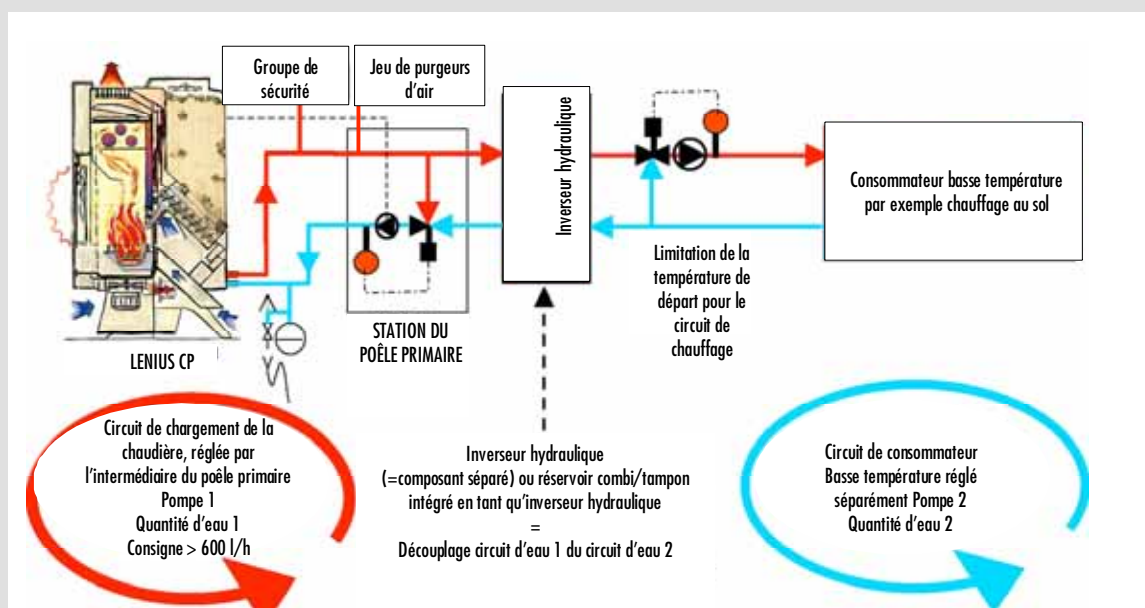 Groupe de
sécurité
Jeu de purgeurs
d'air
Inverseur hydraulique
Consommateur basse température
par exemple chauffage au sol
Limitation de la
température de
départ pour le
circuit de
chauffage
STATION DU
POÊLE PRIMAIRE
LENIUS CP
Circuit de chargement de la
chaudière, réglée par
l'intermédiaire du poêle primaire
Pompe 1
Quantité d'eau 1
Consigne > 600 l/h
Inverseur hydraulique
(=composant séparé) ou réservoir combi/tampon
intégré en tant qu'inverseur hydraulique
=
Découplage circuit d'eau 1 du circuit d'eau 2
Circuit de consommateur
Basse température réglé
séparément Pompe 2
Quantité d'eau 2